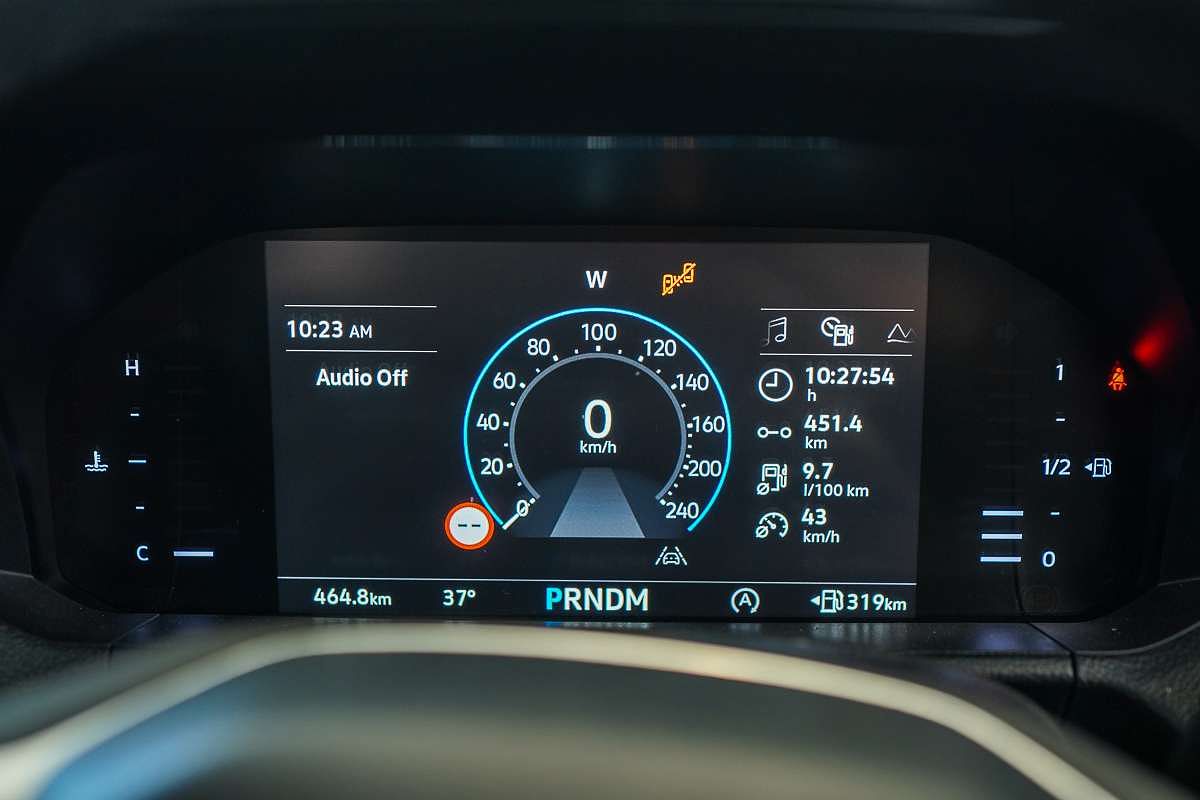 W
10:23 AM
Audio Off
0
20
40
60
80
100
120
140
160
200
240
0
km/h
--
10:27:54
h
451.4
km
9.7
l/100 km
43
km/h
H
C
1
1/2
0
464.8km
37°
PRNDM
A
319km